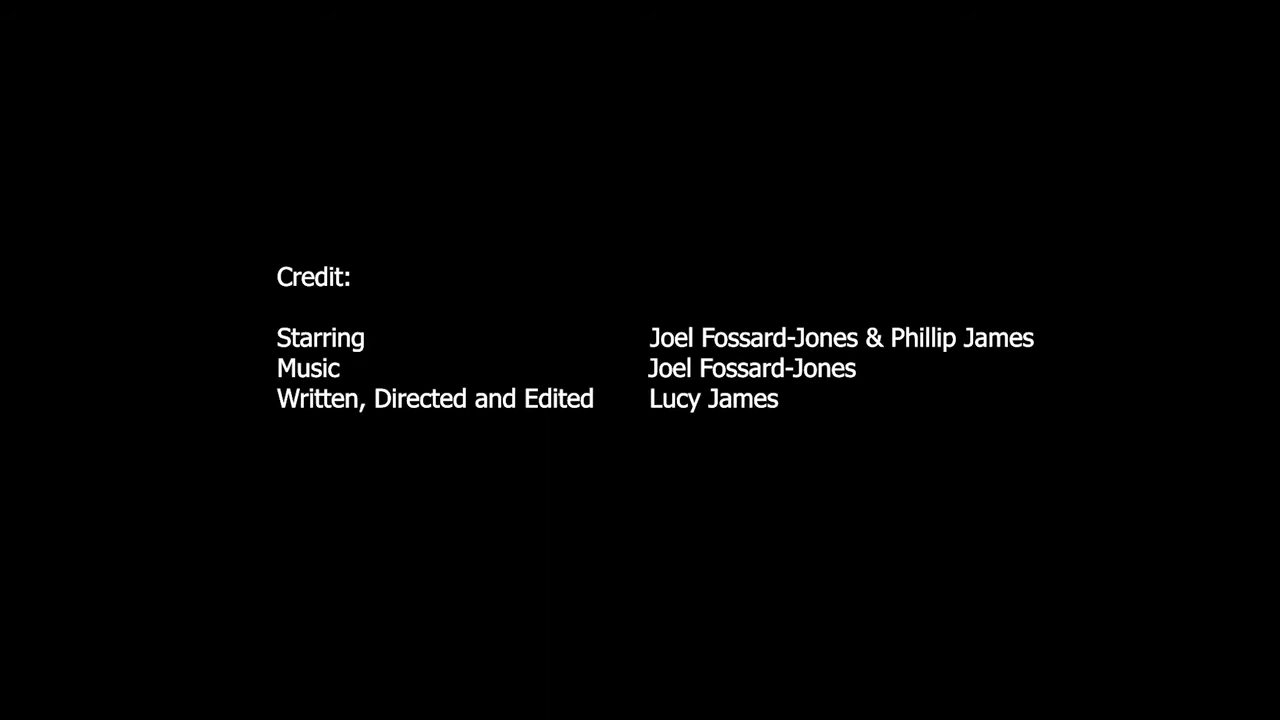 Credit:
Starring Joel Fossard-Jones & Phillip James
Music Joel Fossard-Jones
Written, Directed and Edited Lucy James